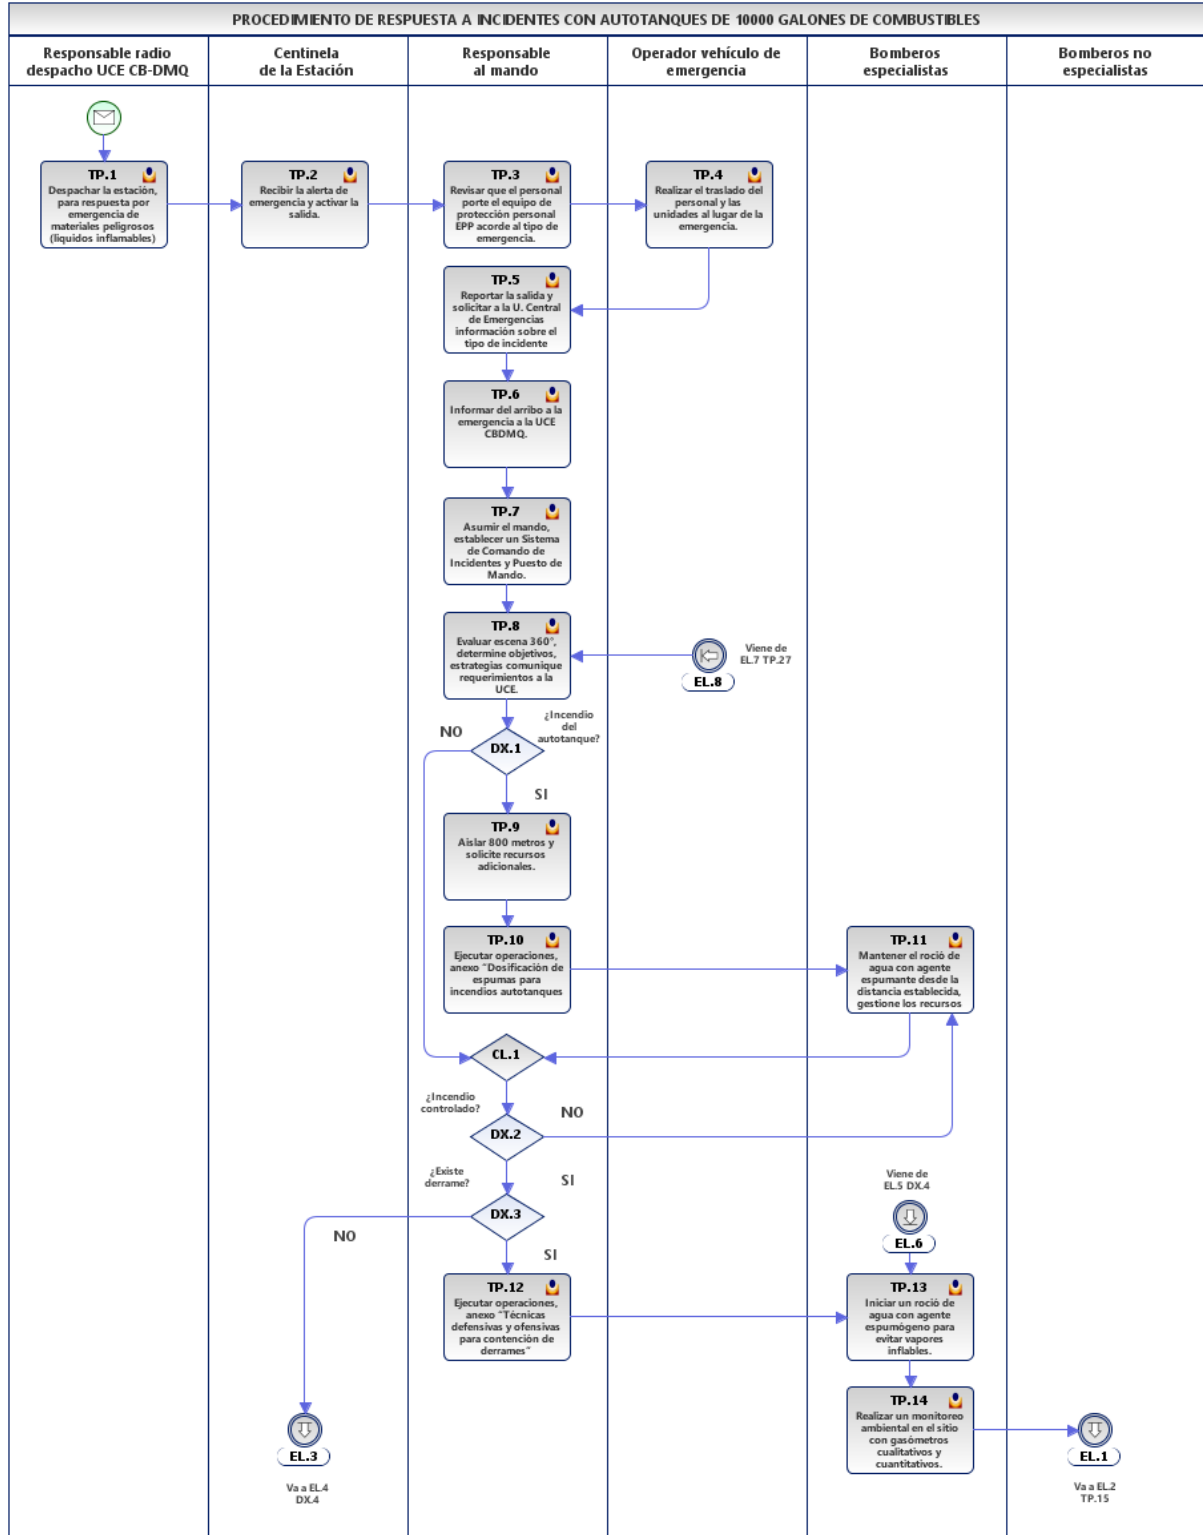 PROCEDIMIENTO DE RESPUESTA A INCIDENTES CON AUTOTANQUES DE 10000 GALONES DE COMBUSTIBLES
Responsable radio
despacho UCE CB-DMQ
Centinela
de la Estación
Responsable
al mando
Operador vehículo de
emergencia
Bomberos
especialistas
Bomberos no
especialistas
TP.1
Despachar la estación,
para respuesta por
emergencia de
materiales peligrosos
(liquidos inflamables)
TP.2
Recibir la alerta de
emergencia y activar la
salida.
TP.3
Revisar que el personal
porte el equipo de
protección personal
EPP acorde al tipo de
emergencia.
TP.4
Realizar el traslado del
personal y las
unidades al lugar de la
emergencia.
TP.5
Reportar la salida y
solicitar a la U. Central
de Emergencias
información sobre el
tipo de incidente
TP.6
Informar del arribo a la
emergencia a la UCE
CBDMQ.
TP.7
Asumir el mando,
establecer un Sistema
de Comando de
Incidentes y Puesto de
Mando.
TP.8
Evaluar escena 360°,
determine objetivos,
estrategias comunique
requerimientos a la
UCE.
Viene de
EL.7 TP.27
EL.8
¿Incendio
del
autotanque?
NO
DX.1
SI
TP.9
Aislar 800 metros y
solicite recursos
adicionales.
TP.10
Ejecutar operaciones,
anexo "Dosificación de
espumas para
incendios autotanques
TP.11
Mantener el roció de
agua con agente
espumante desde la
distancia establecida,
gestione los recursos
CL.1
¿Incendio
controlado?
NO
DX.2
¿Existe
derrame?
SI
DX.3
NO
SI
Viene de
EL.5 DX.4
EL.6
TP.12
Ejecutar operaciones,
anexo "Técnicas
defensivas y ofensivas
para contención de
derrames"
TP.13
Iniciar un roció de
agua con agente
espumógeno para
evitar vapores
inflables.
TP.14
Realizar un monitoreo
ambiental en el sitio
con gasómetros
cualitativos y
cuantitativos.
EL.3
Va a EL.4
DX.4
EL.1
Va a EL.2
TP.15